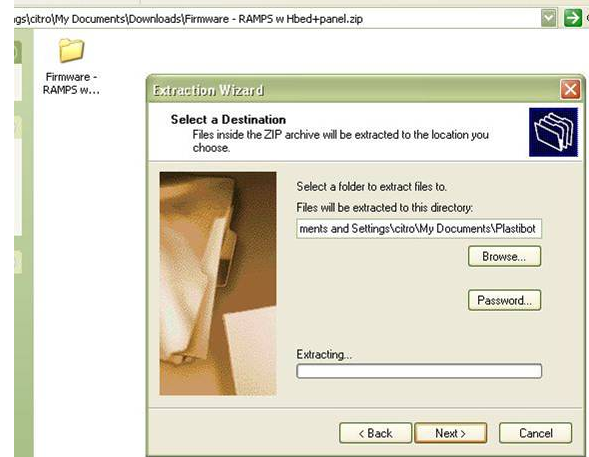 gs\citro\My Documents\Downloads\Firmware - RAMPS w Hbed+panel.zip
Firmware -
RAMPS w...
Extraction Wizard
Select a Destination
Files inside the ZIP archive will be extracted to the location you
choose.
Select a folder to extract files to.
Files will be extracted to this directory:
ments and Settings\citro\My Documents\Plastibot
Browse...
Password...
Extracting...
< Back
Next >
Cancel